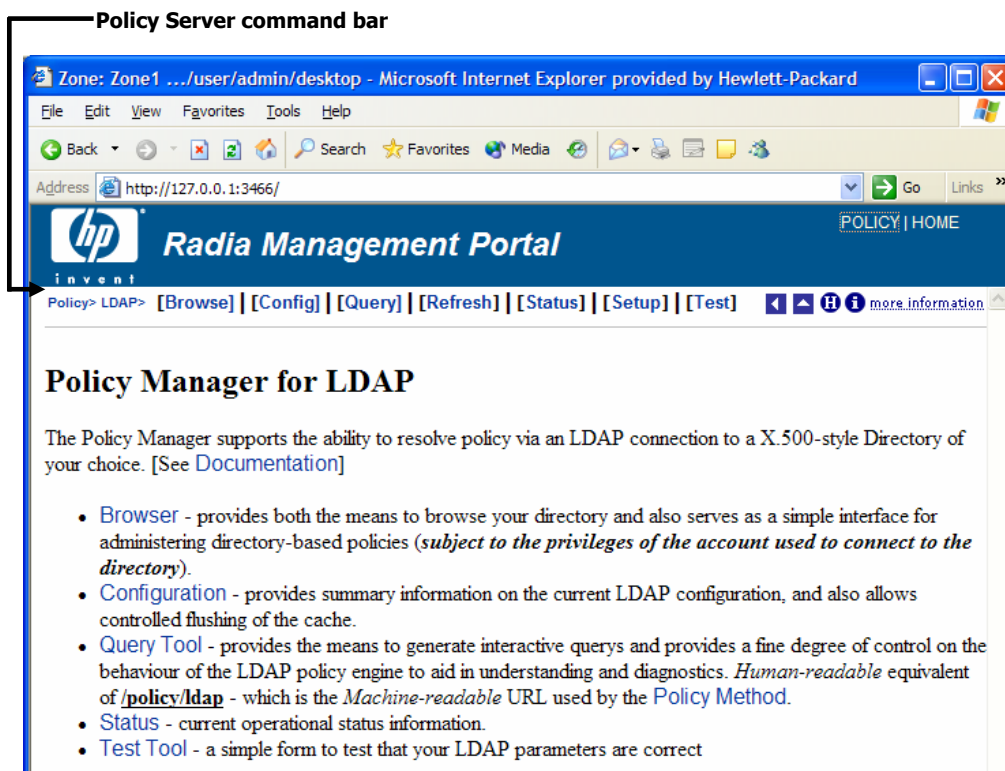 Policy Server command bar
Zone: Zone1 .../user/admin/desktop - Microsoft Internet Explorer provided by Hewlett-Packard
File Edit View Favorites Tools Help
Back Search Favorites Media
Address http://127.0.0.1:3466/ Go Links »
hp
invent
Radia Management Portal
POLICY | HOME
Policy> LDAP> [Browse] | [Config] | [Query] | [Refresh] | [Status] | [Setup] | [Test] H i more information
Policy Manager for LDAP
The Policy Manager supports the ability to resolve policy via an LDAP connection to a X.500-style Directory of
your choice. [See Documentation]
• Browser - provides both the means to browse your directory and also serves as a simple interface for
administering directory-based policies (subject to the privileges of the account used to connect to the
directory).
• Configuration - provides summary information on the current LDAP configuration, and also allows
controlled flushing of the cache.
• Query Tool - provides the means to generate interactive querys and provides a fine degree of control on the
behaviour of the LDAP policy engine to aid in understanding and diagnostics. Human-readable equivalent
of /policy/ldap - which is the Machine-readable URL used by the Policy Method.
• Status - current operational status information.
• Test Tool - a simple form to test that your LDAP parameters are correct